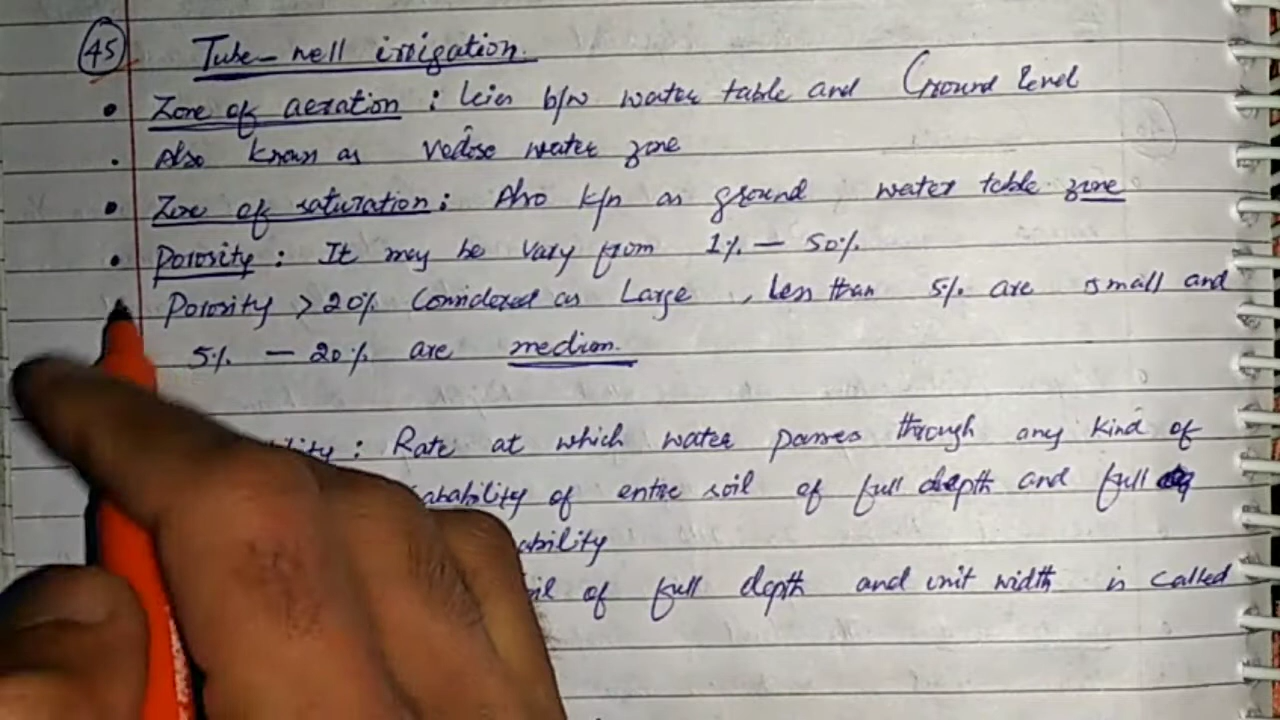 45 Tube-well irrigation
• Zone of aeration : leies b/w water table and Ground level
• Also known as Vadose water zone
• Zone of saturation : Also k/n as ground water table zone
• Porosity : It may be vary from 1% — 50%
Porosity > 20% Considered as Large , Less than 5% are small and
5% — 20% are medium.
ility : Rate at which water passes through any kind of
of entire soil of full depth and full
ability
of full depth and unit width is called